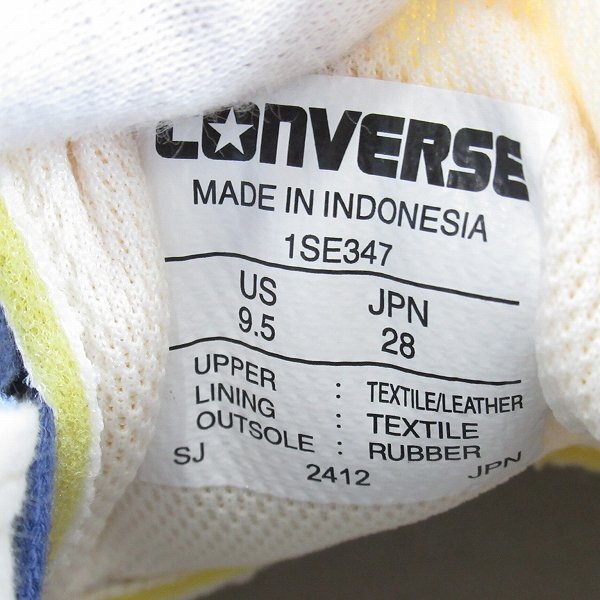 CONVERSE
MADE IN INDONESIA
1SE347
US JPN
9.5 28
UPPER : TEXTILE/LEATHER
LINING : TEXTILE
OUTSOLE : RUBBER
SJ 2412 JPN